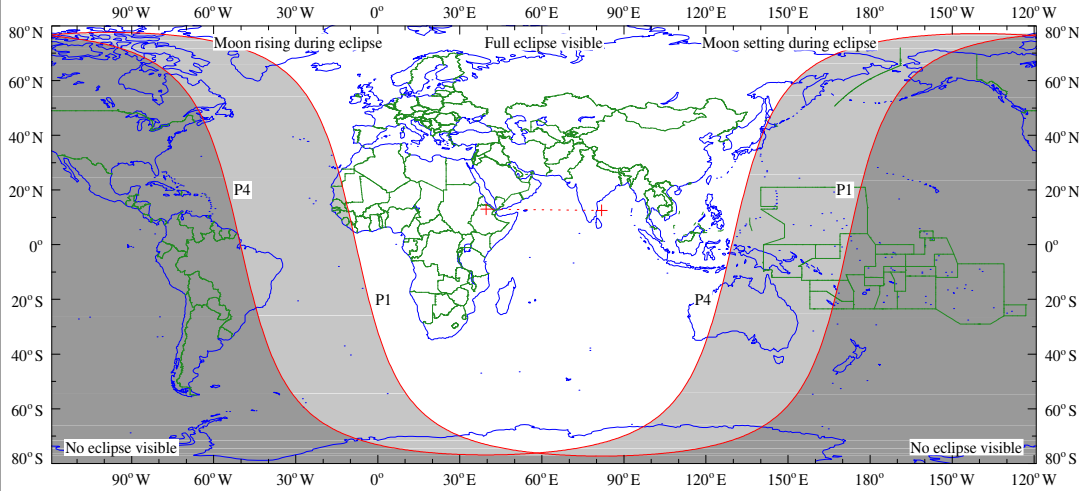 90°W 60°W 30°W 0° 30°E 60°E 90°E 120°E 150°E 180° 150°W 120°W
80°N 80°N
Moon rising during eclipse Full eclipse visible Moon setting during eclipse
60°N 60°N
40°N 40°N
20°N P4 P1 20°N
0° 0°
20°S P1 P4 20°S
40°S 40°S
60°S 60°S
No eclipse visible No eclipse visible
80°S 80°S
90°W 60°W 30°W 0° 30°E 60°E 90°E 120°E 150°E 180° 150°W 120°W